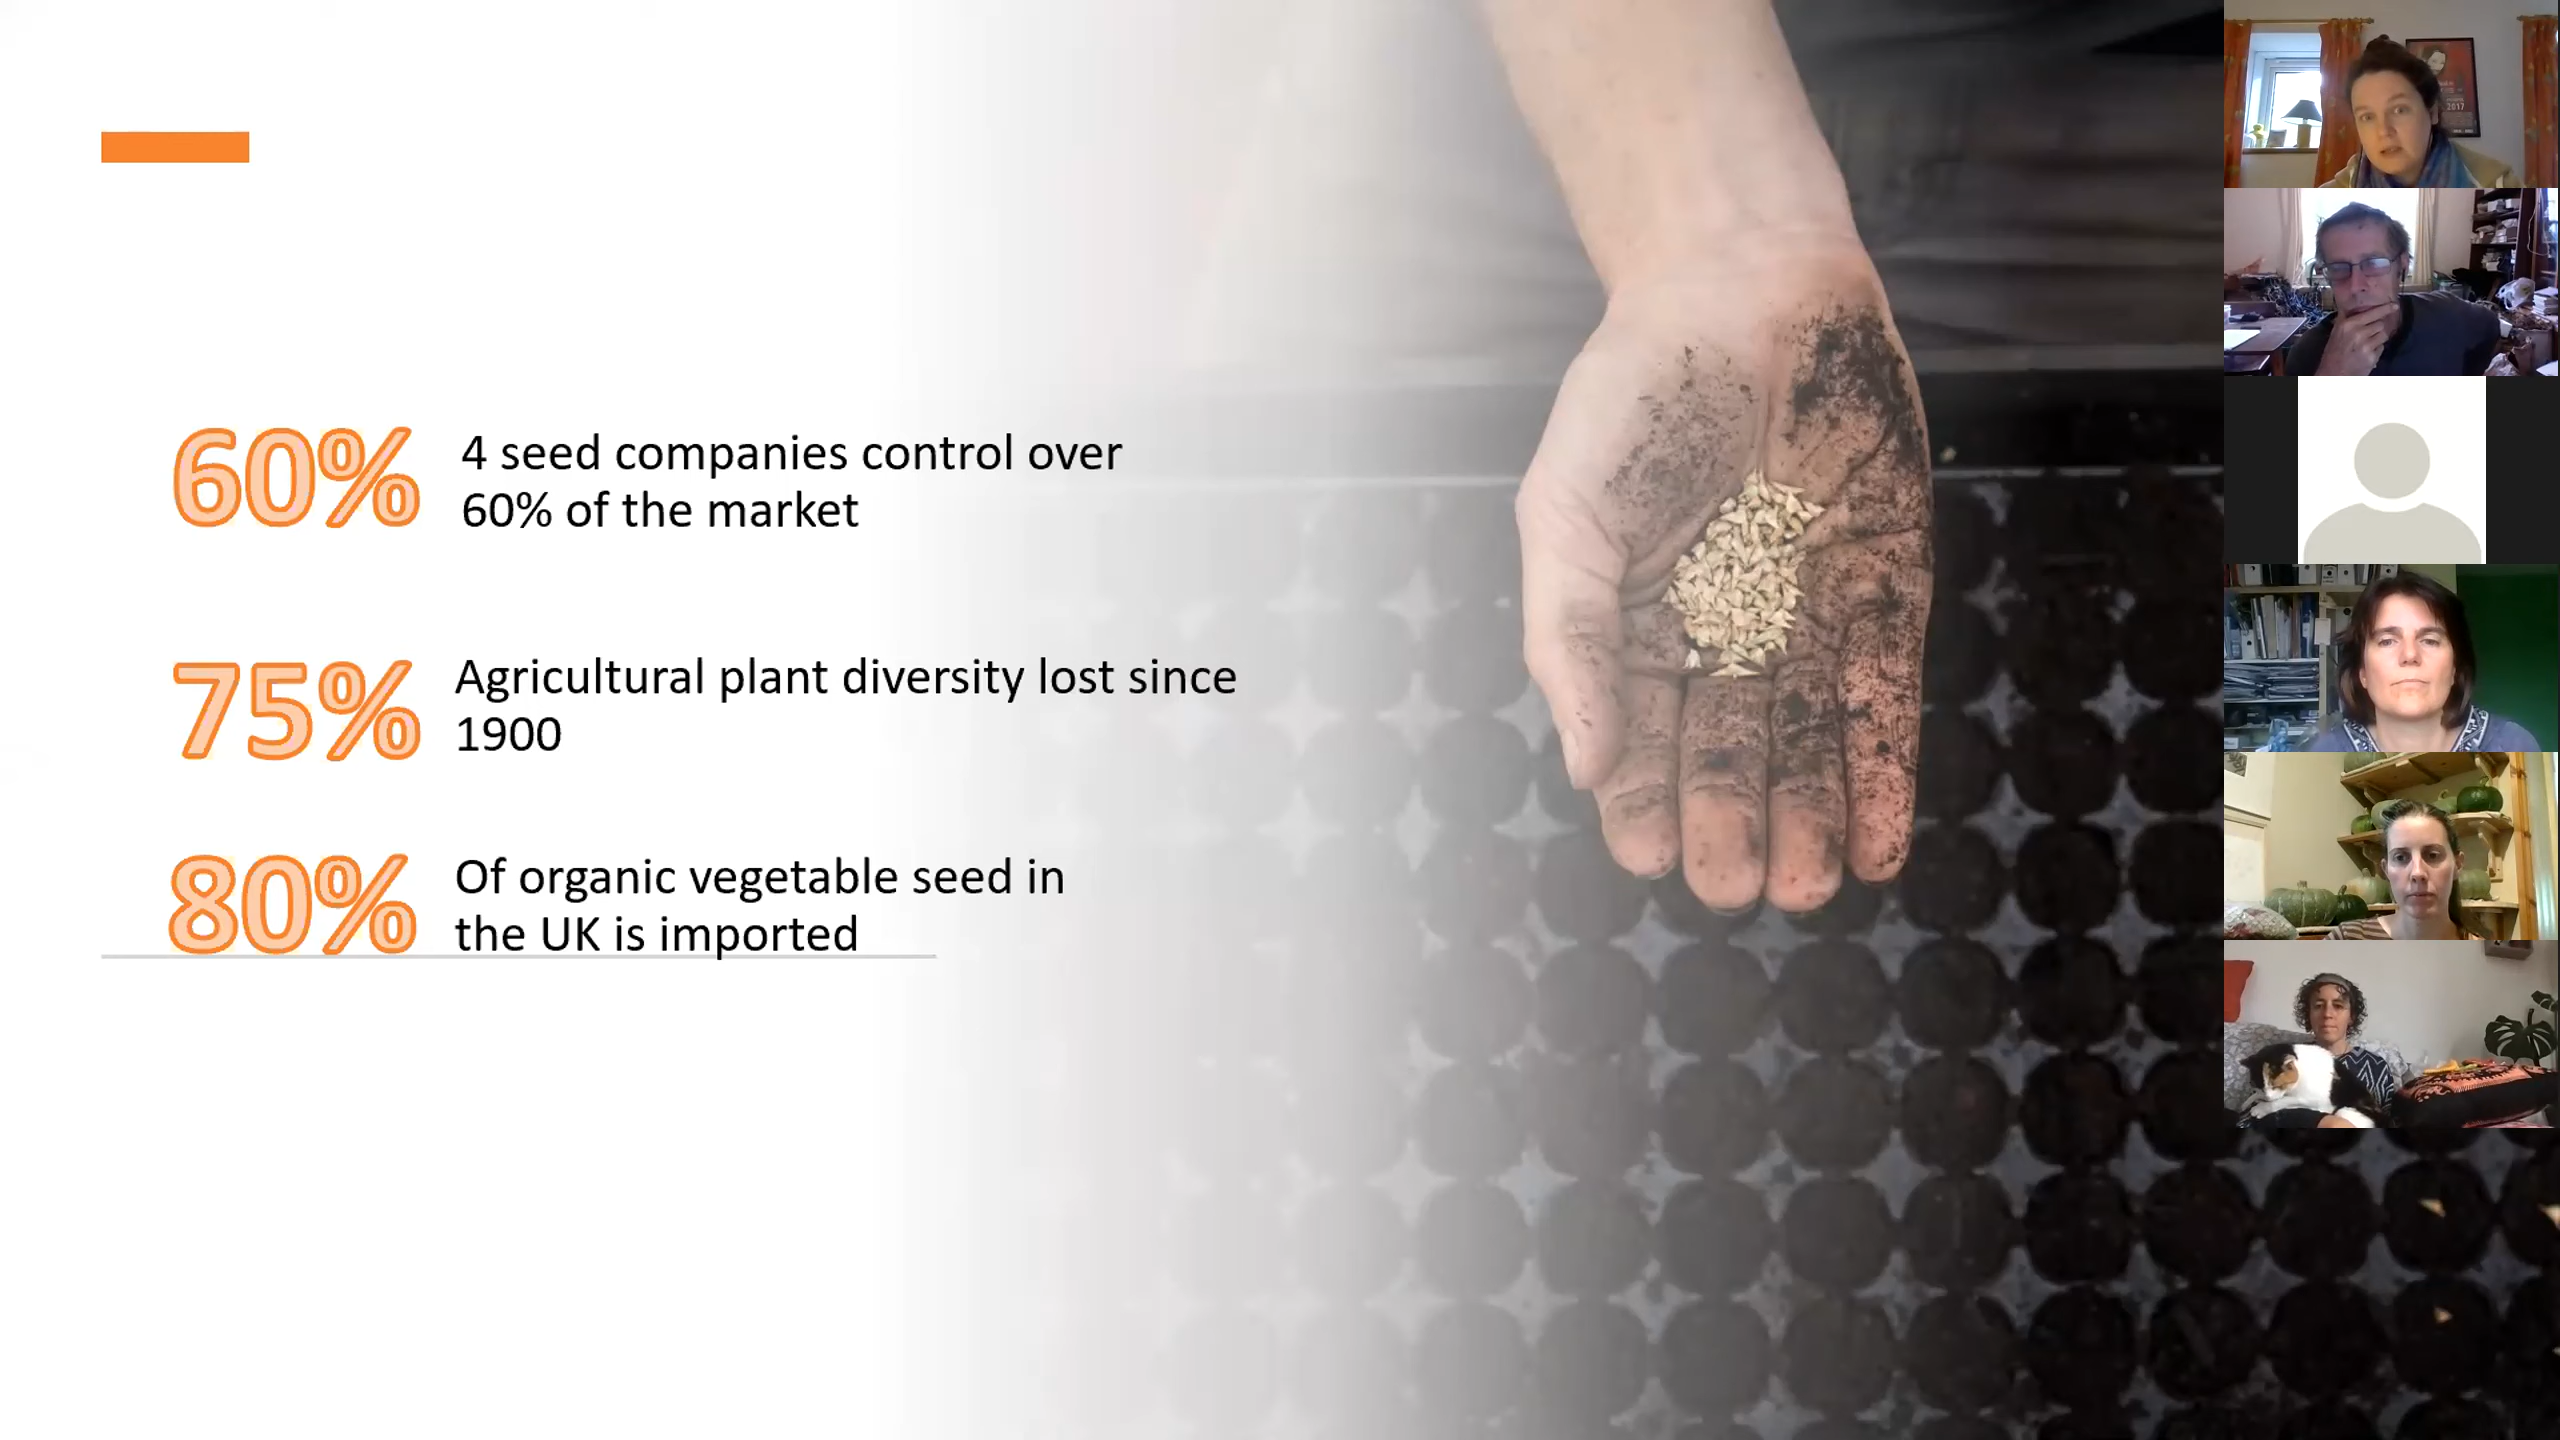 60%
4 seed companies control over
60% of the market
75%
Agricultural plant diversity lost since
1900
80%
Of organic vegetable seed in
the UK is imported
2017